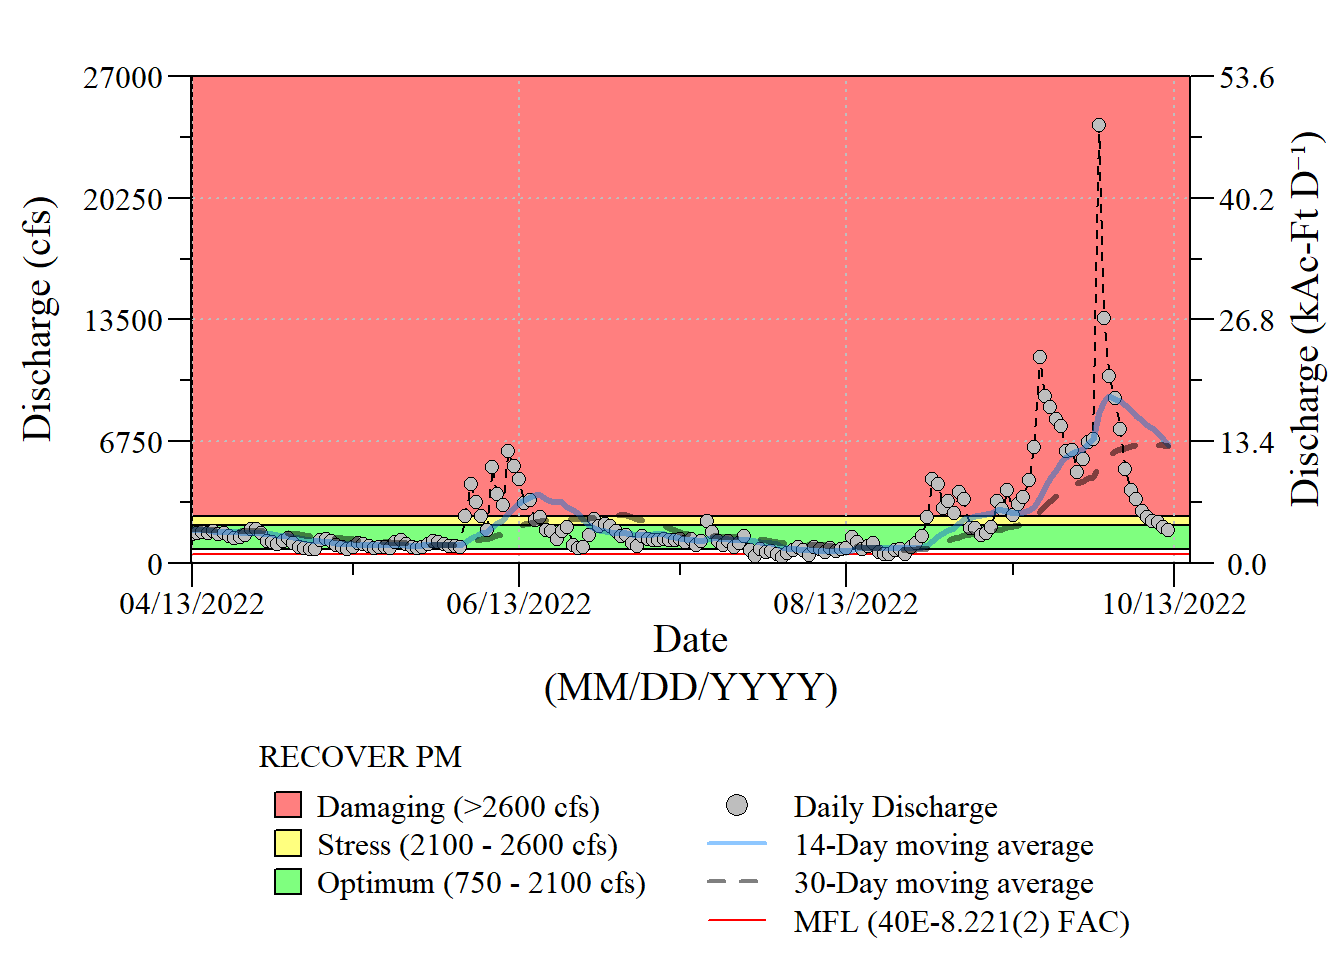 27000
20250
13500
6750
0
Discharge (cfs)
53.6
40.2
26.8
13.4
0.0
Discharge (kAc-Ft D⁻¹)
04/13/2022 06/13/2022 08/13/2022 10/13/2022
Date
(MM/DD/YYYY)
RECOVER PM
Damaging (>2600 cfs)
Stress (2100 - 2600 cfs)
Optimum (750 - 2100 cfs)
Daily Discharge
14-Day moving average
30-Day moving average
MFL (40E-8.221(2) FAC)